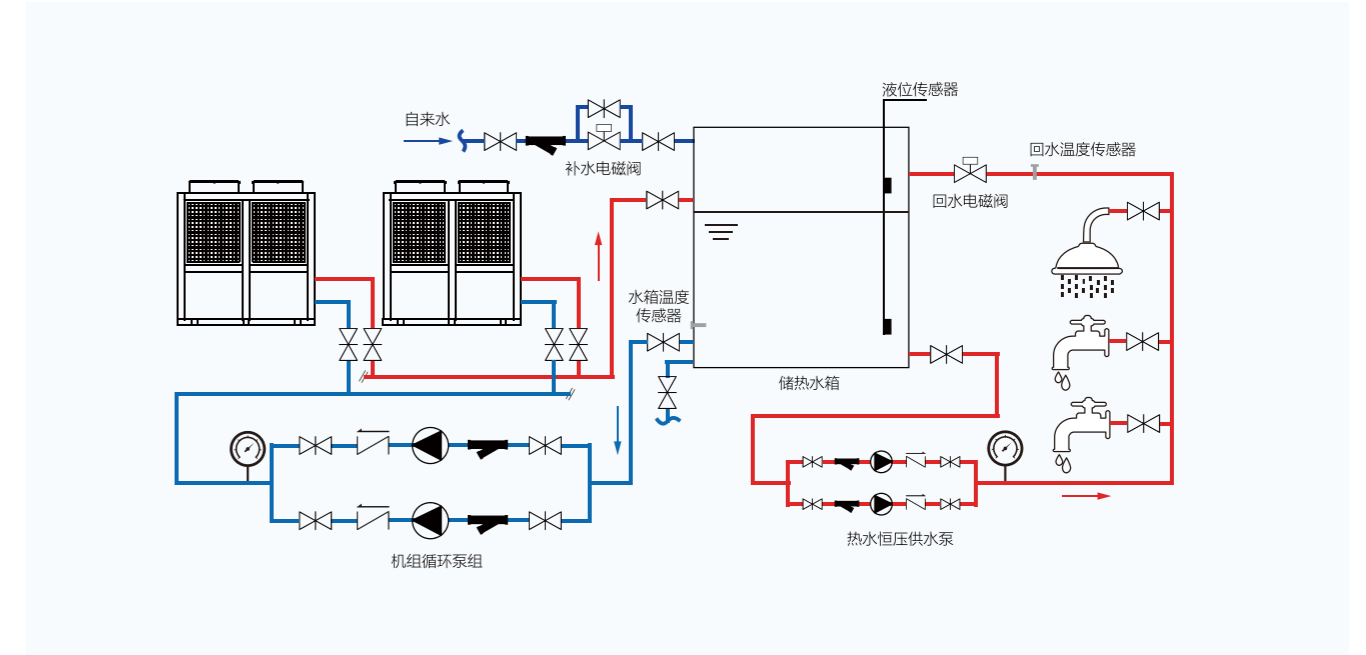 液位传感器
自来水
回水温度传感器
补水电磁阀
回水电磁阀
水箱温度
传感器
储热水箱
热水恒压供水泵
机组循环泵组